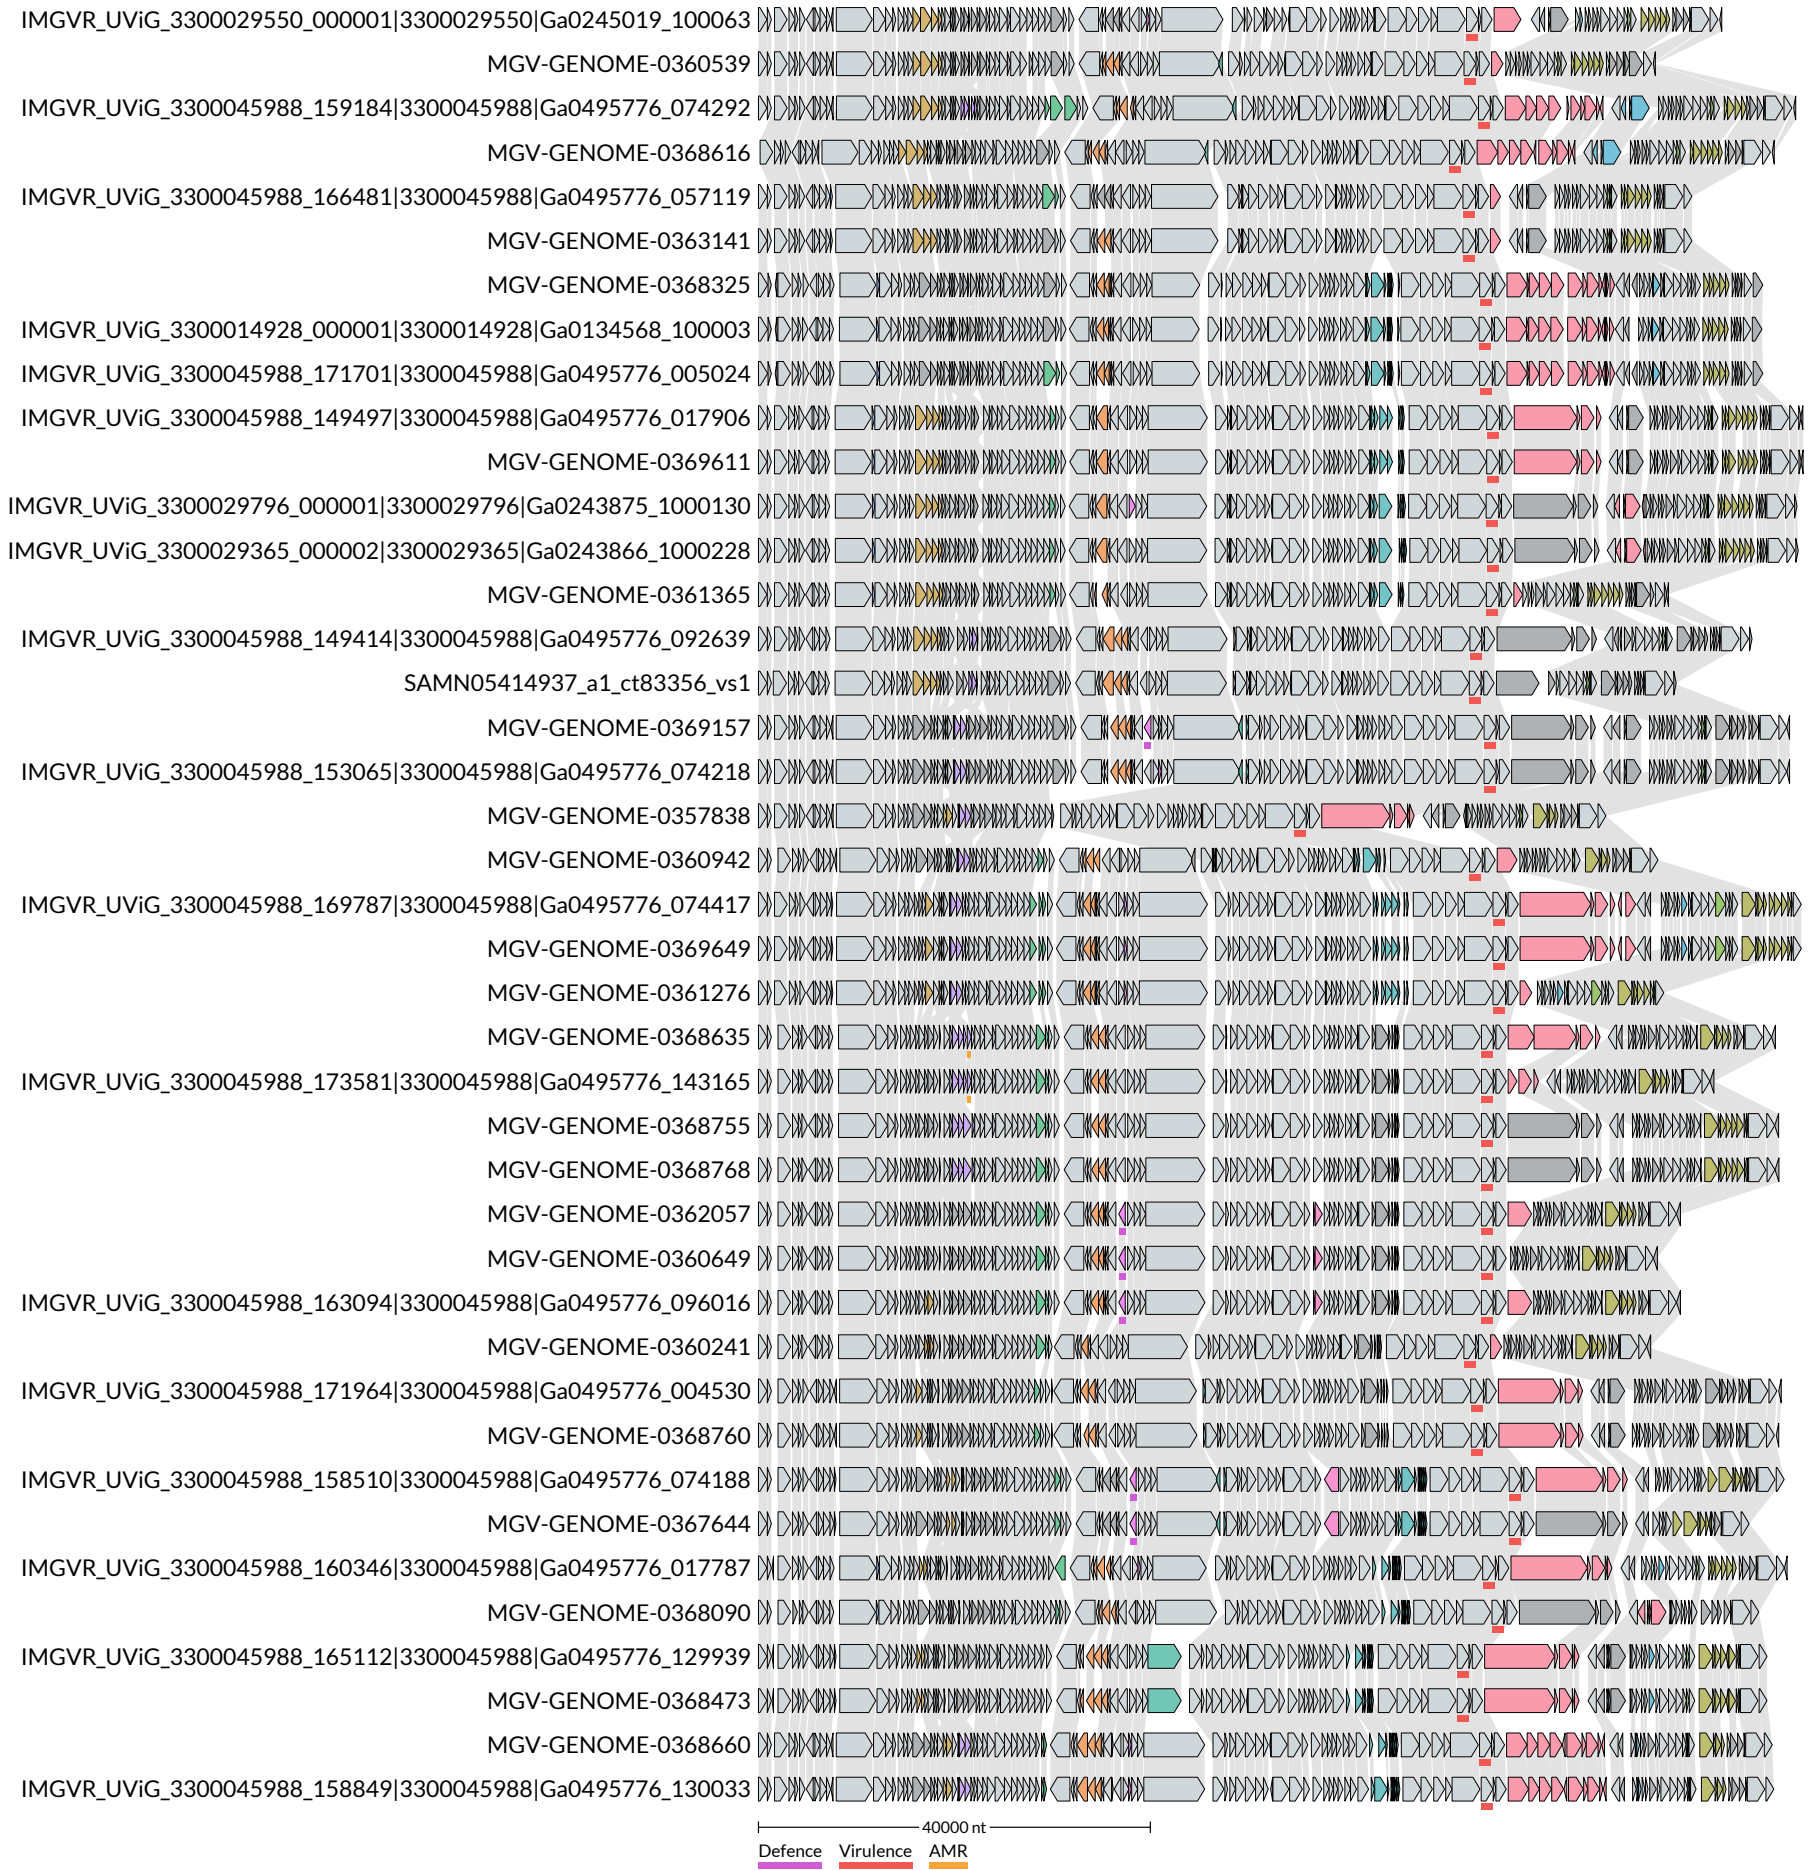 IMGVR_UViG_3300029550_000001|3300029550|Ga0245019_100063
MGV-GENOME-0360539
IMGVR_UViG_3300045988_159184|3300045988|Ga0495776_074292
MGV-GENOME-0368616
IMGVR_UViG_3300045988_166481|3300045988|Ga0495776_057119
MGV-GENOME-0363141
MGV-GENOME-0368325
IMGVR_UViG_3300014928_000001|3300014928|Ga0134568_100003
IMGVR_UViG_3300045988_171701|3300045988|Ga0495776_005024
IMGVR_UViG_3300045988_149497|3300045988|Ga0495776_017906
MGV-GENOME-0369611
IMGVR_UViG_3300029796_000001|3300029796|Ga0243875_1000130
IMGVR_UViG_3300029365_000002|3300029365|Ga0243866_1000228
MGV-GENOME-0361365
IMGVR_UViG_3300045988_149414|3300045988|Ga0495776_092639
SAMN05414937_a1_ct83356_vs1
MGV-GENOME-0369157
IMGVR_UViG_3300045988_153065|3300045988|Ga0495776_074218
MGV-GENOME-0357838
MGV-GENOME-0360942
IMGVR_UViG_3300045988_169787|3300045988|Ga0495776_074417
MGV-GENOME-0369649
MGV-GENOME-0361276
MGV-GENOME-0368635
IMGVR_UViG_3300045988_173581|3300045988|Ga0495776_143165
MGV-GENOME-0368755
MGV-GENOME-0368768
MGV-GENOME-0362057
MGV-GENOME-0360649
IMGVR_UViG_3300045988_163094|3300045988|Ga0495776_096016
MGV-GENOME-0360241
IMGVR_UViG_3300045988_171964|3300045988|Ga0495776_004530
MGV-GENOME-0368760
IMGVR_UViG_3300045988_158510|3300045988|Ga0495776_074188
MGV-GENOME-0367644
IMGVR_UViG_3300045988_160346|3300045988|Ga0495776_017787
MGV-GENOME-0368090
IMGVR_UViG_3300045988_165112|3300045988|Ga0495776_129939
MGV-GENOME-0368473
MGV-GENOME-0368660
IMGVR_UViG_3300045988_158849|3300045988|Ga0495776_130033
40000 nt
Defence Virulence AMR